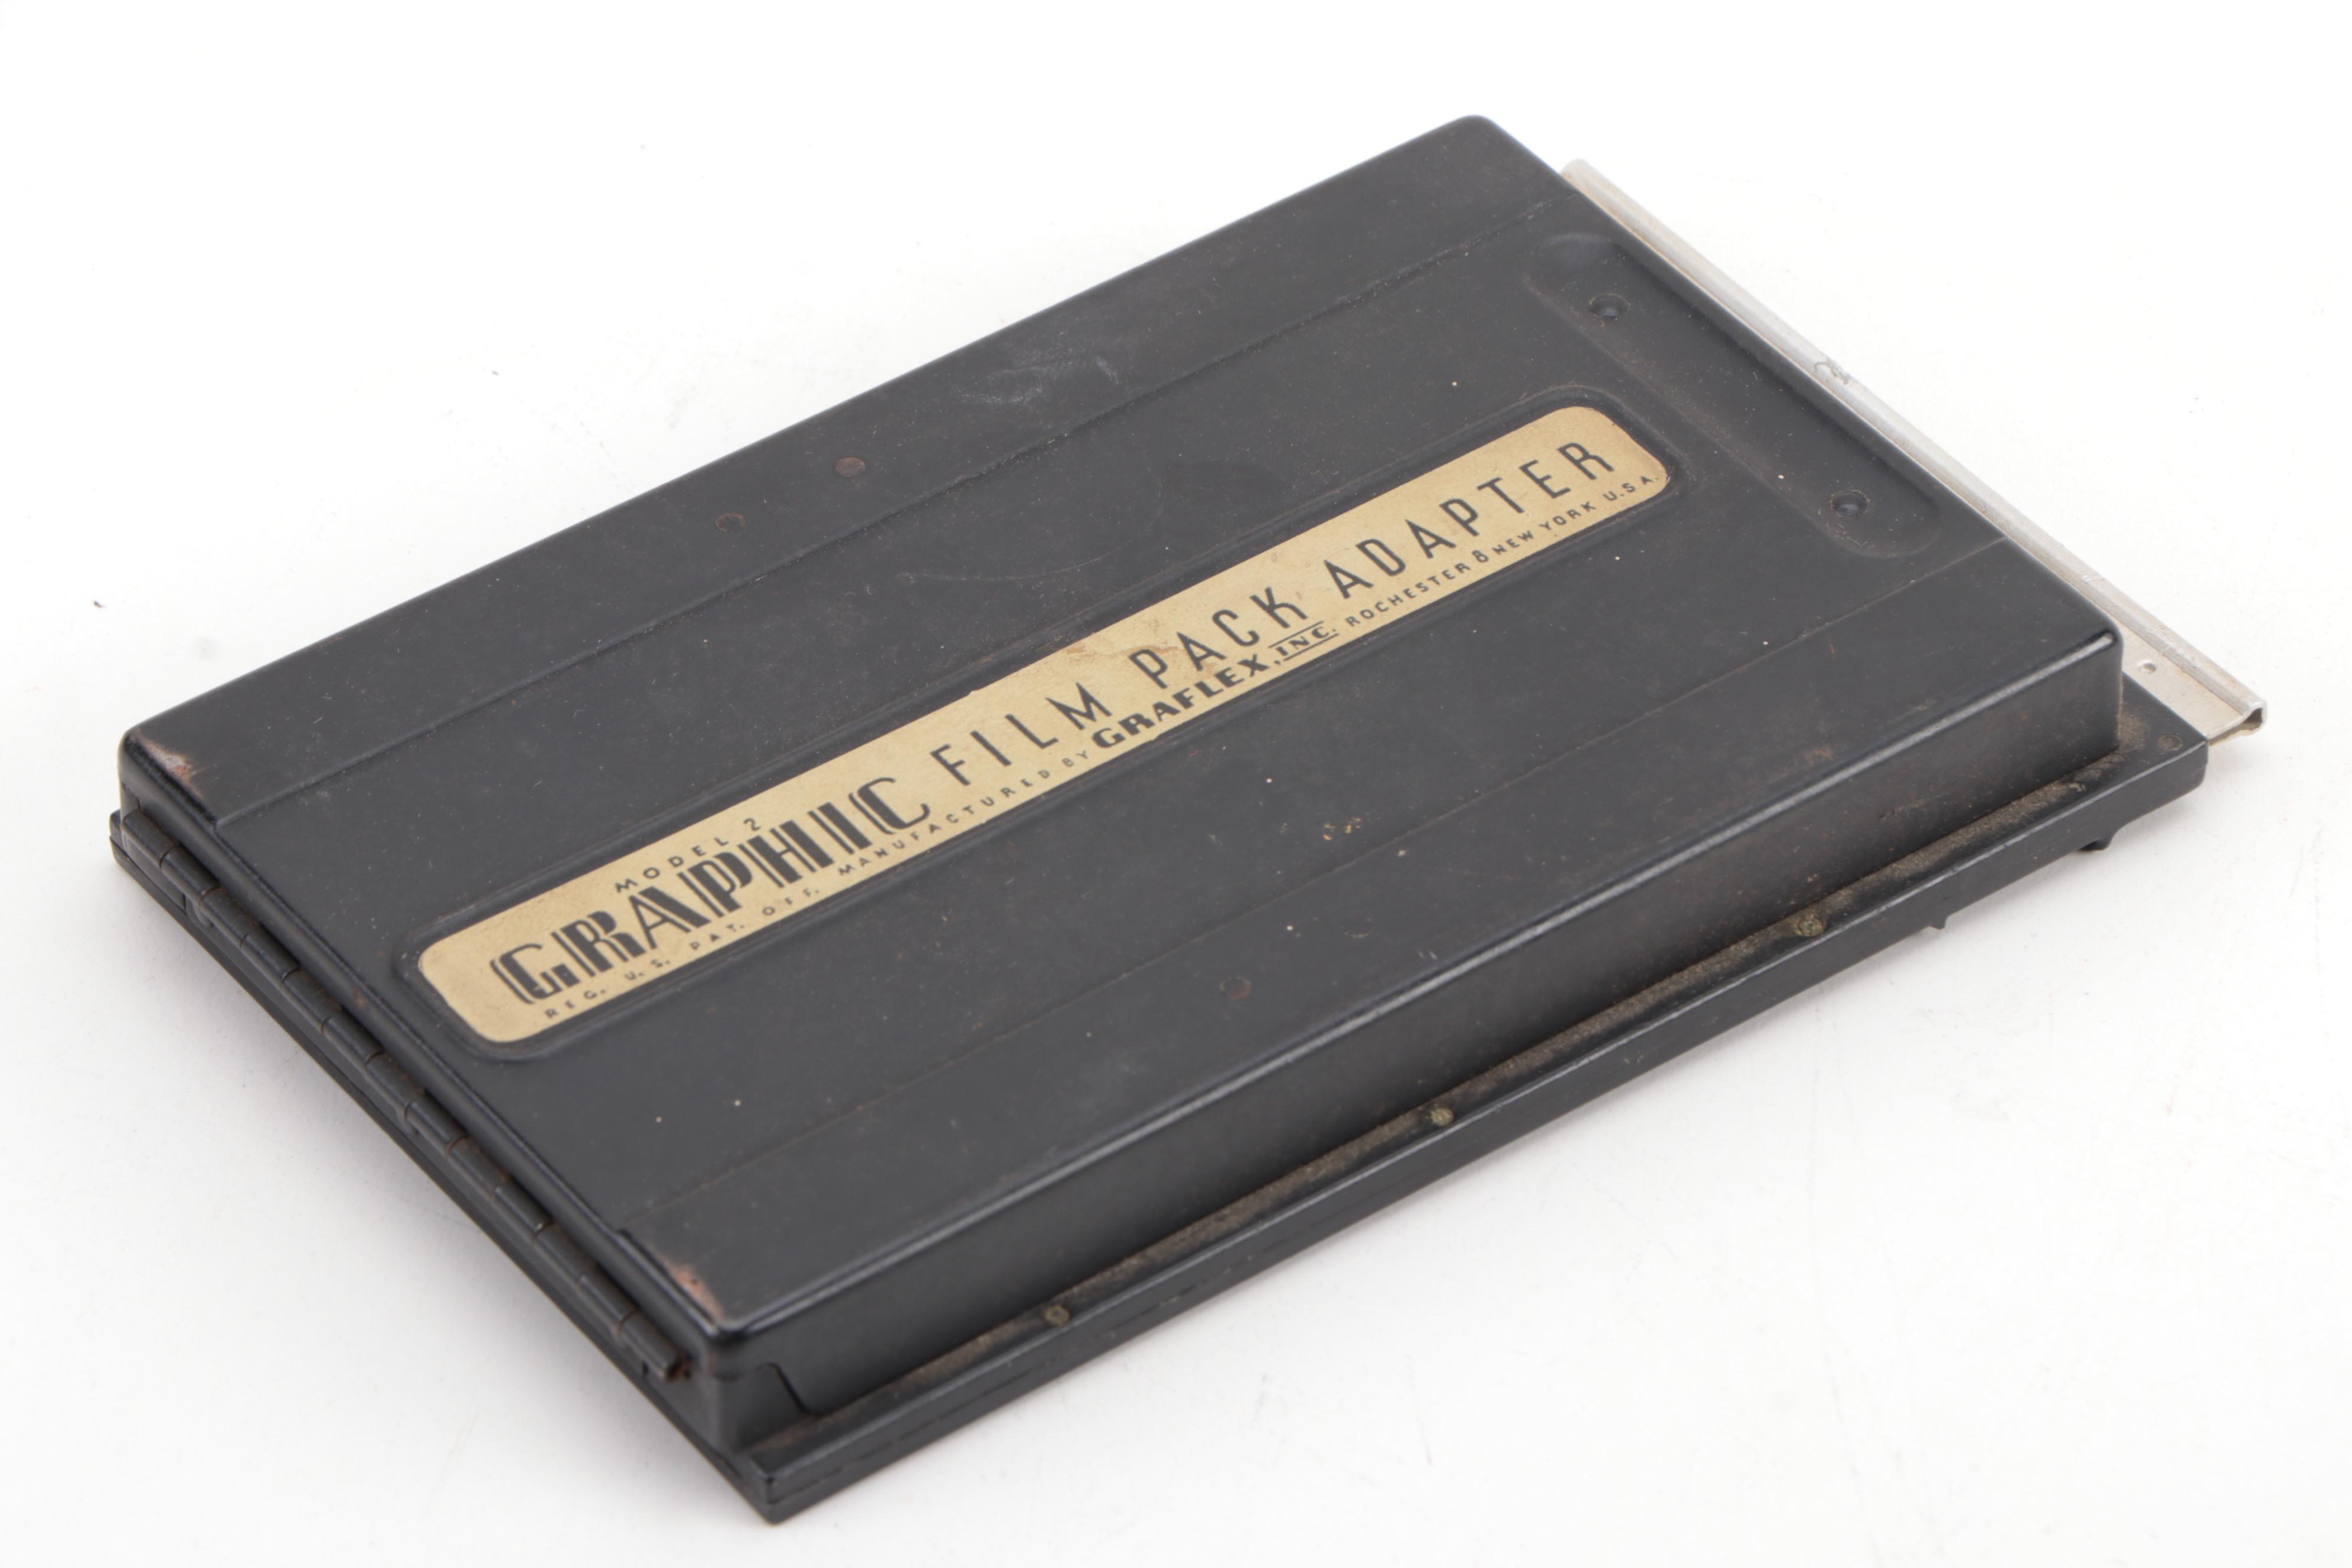 MODEL 2
GRAPHIC FILM PACK ADAPTER
REG. U.S. PAT. OFF. MANUFACTURED BY GRAFLEX, INC. ROCHESTER 8 NEW YORK U.S.A.